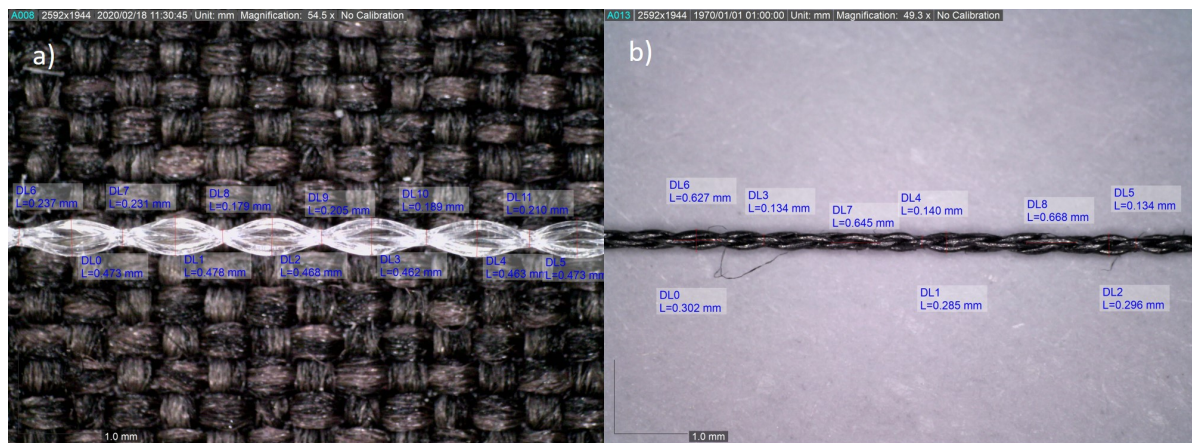 A008 2592x1944 2020/02/18 11:30:45 Unit: mm Magnification: 54.5 x No Calibration
a)
DL6
L=0.237 mm
DL7
L=0.231 mm
DL8
L=0.179 mm
DL9
L=0.205 mm
DL10
L=0.189 mm
DL11
L=0.210 mm
DL0
L=0.473 mm
DL1
L=0.476 mm
DL2
L=0.468 mm
DL3
L=0.462 mm
DL4
L=0.463 mm
DL5
L=0.473 mm
1.0 mm
A013 2592x1944 1970/01/01 01:00:00 Unit: mm Magnification: 49.3 x No Calibration
b)
DL6
L=0.627 mm
DL3
L=0.134 mm
DL7
L=0.645 mm
DL4
L=0.140 mm
DL8
L=0.668 mm
DL5
L=0.134 mm
DL0
L=0.302 mm
DL1
L=0.285 mm
DL2
L=0.296 mm
1.0 mm